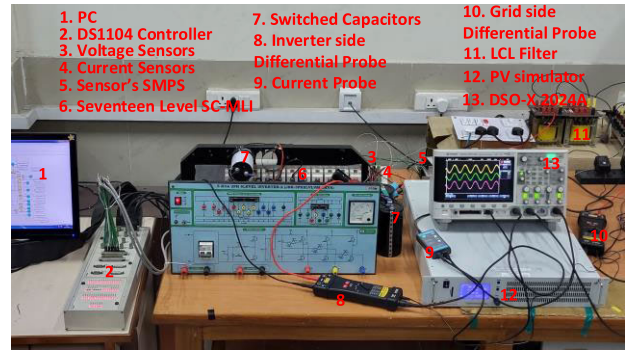 1. PC
2. DS1104 Controller
3. Voltage Sensors
4. Current Sensors
5. Sensor's SMPS
6. Seventeen Level SC-MLI
7. Switched Capacitors
8. Inverter side
Differential Probe
9. Current Probe
10. Grid side
Differential Probe
11. LCL Filter
12. PV simulator
13. DSO-X 2024A
1
2
7
6
3
4
5
7
8
9
13
12
11
10